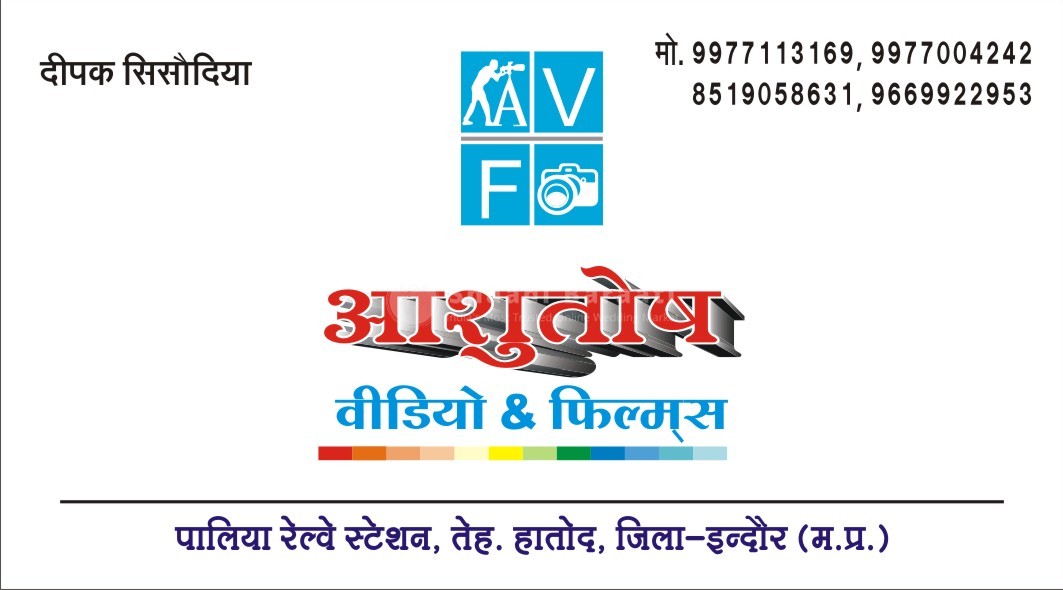 दीपक सिसौदिया
मो. 9977113169, 9977004242
8519058631, 9669922953
A V
F
आशुतोष
वीडियो & फिल्म्स
पालिया रेल्वे स्टेशन, तेह. हातोद, जिला-इन्दौर (म.प्र.)